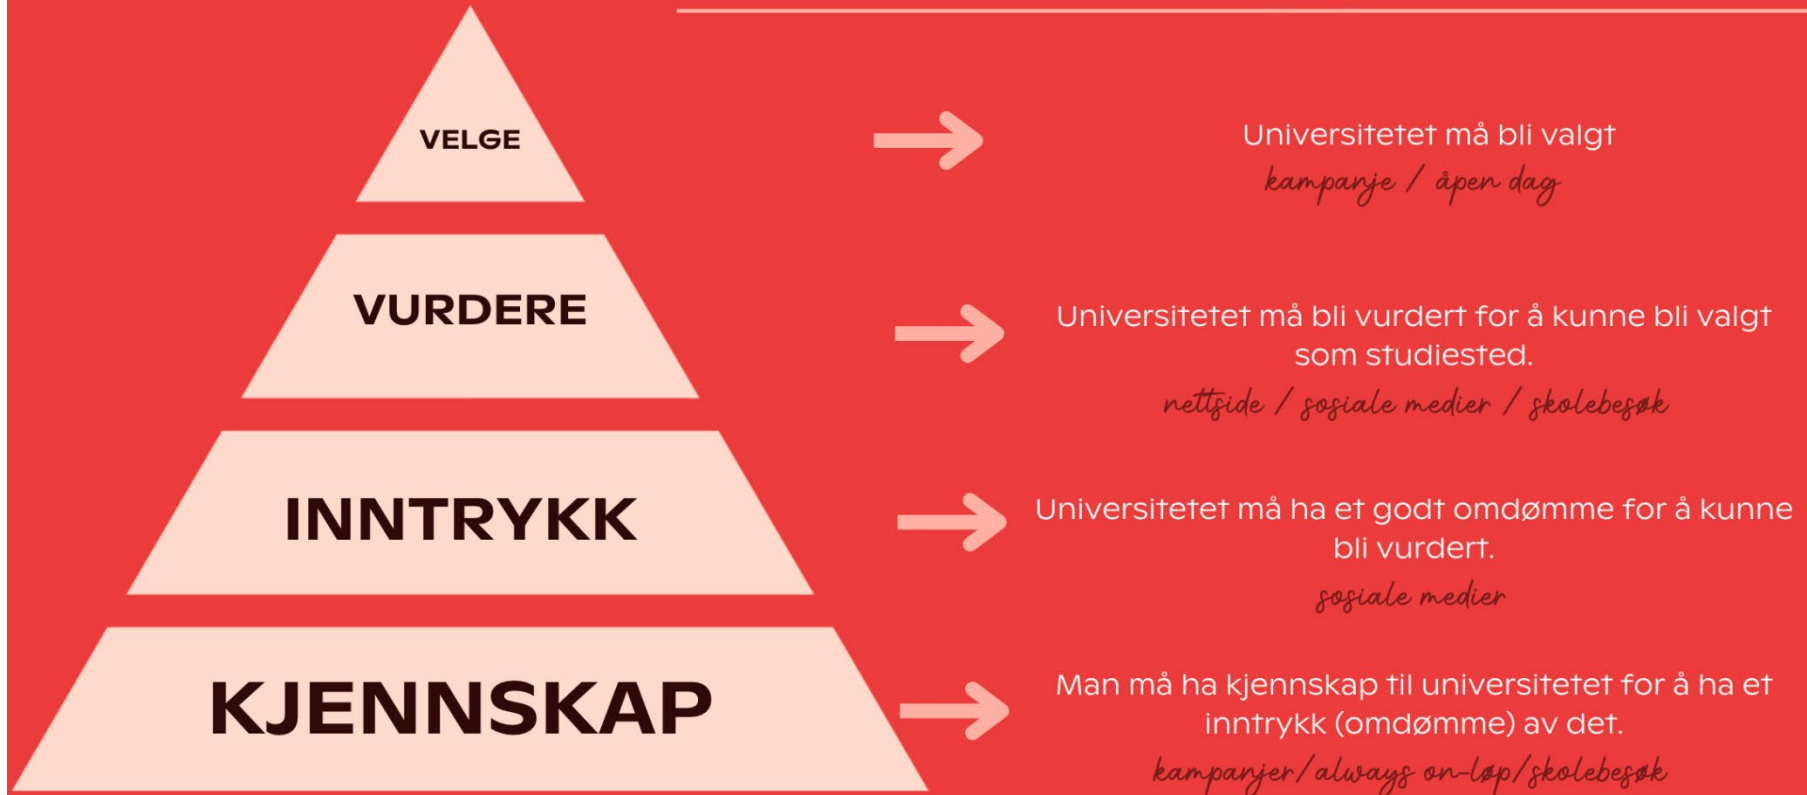 VELGE
Universitetet må bli valgt
kampanje / åpen dag
VURDERE
Universitetet må bli vurdert for å kunne bli valgt
som studiested.
nettside / sosiale medier / skolebesøk
INNTRYKK
Universitetet må ha et godt omdømme for å kunne
bli vurdert.
sosiale medier
KJENNSKAP
Man må ha kjennskap til universitetet for å ha et
inntrykk (omdømme) av det.
kampanjer/always on-løp/skolebesøk